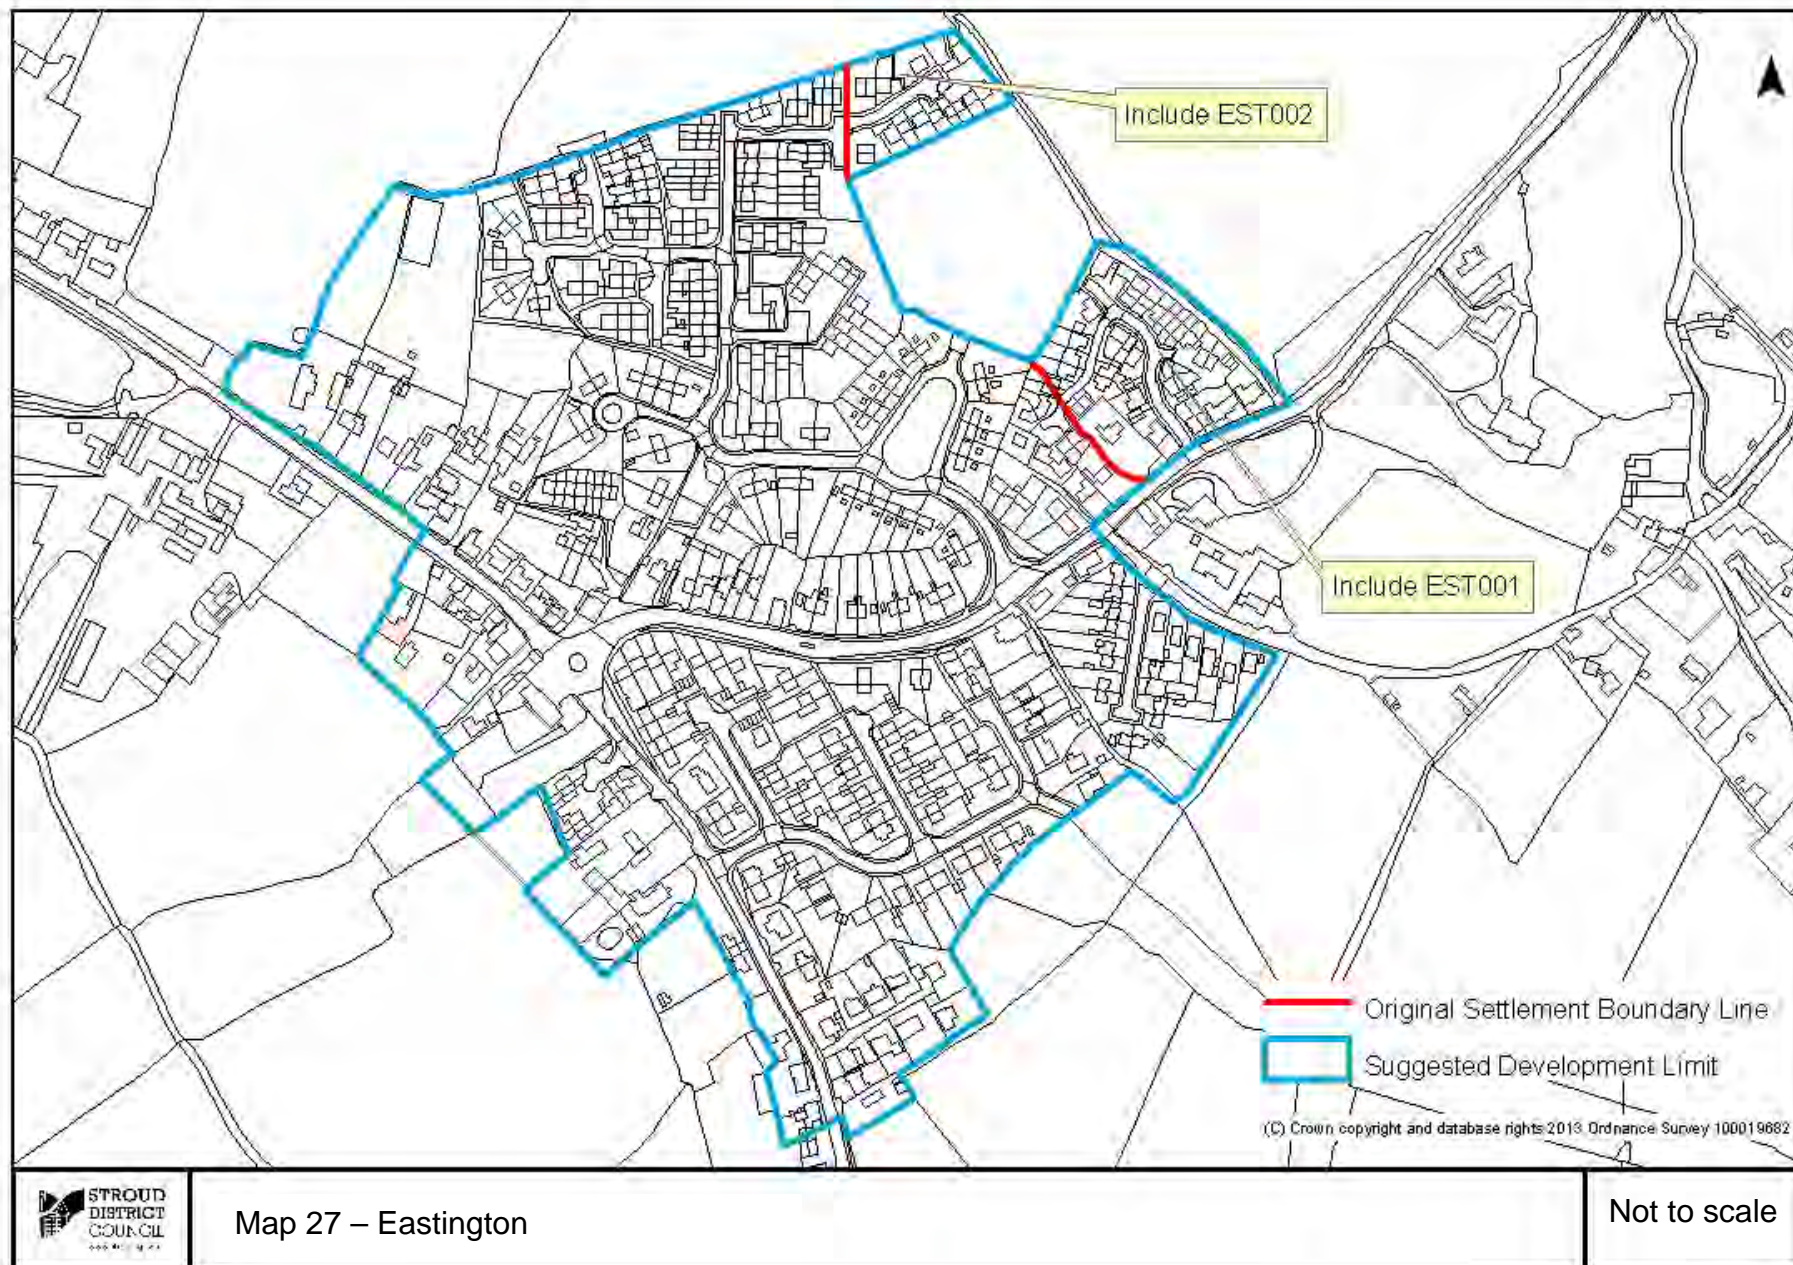 Include EST002
Include EST001
Original Settlement Boundary Line
Suggested Development Limit
(C) Crown copyright and database rights 2013 Ordnance Survey 100019682
STROUD
DISTRICT
COUNCIL
Map 27 – Eastington
Not to scale